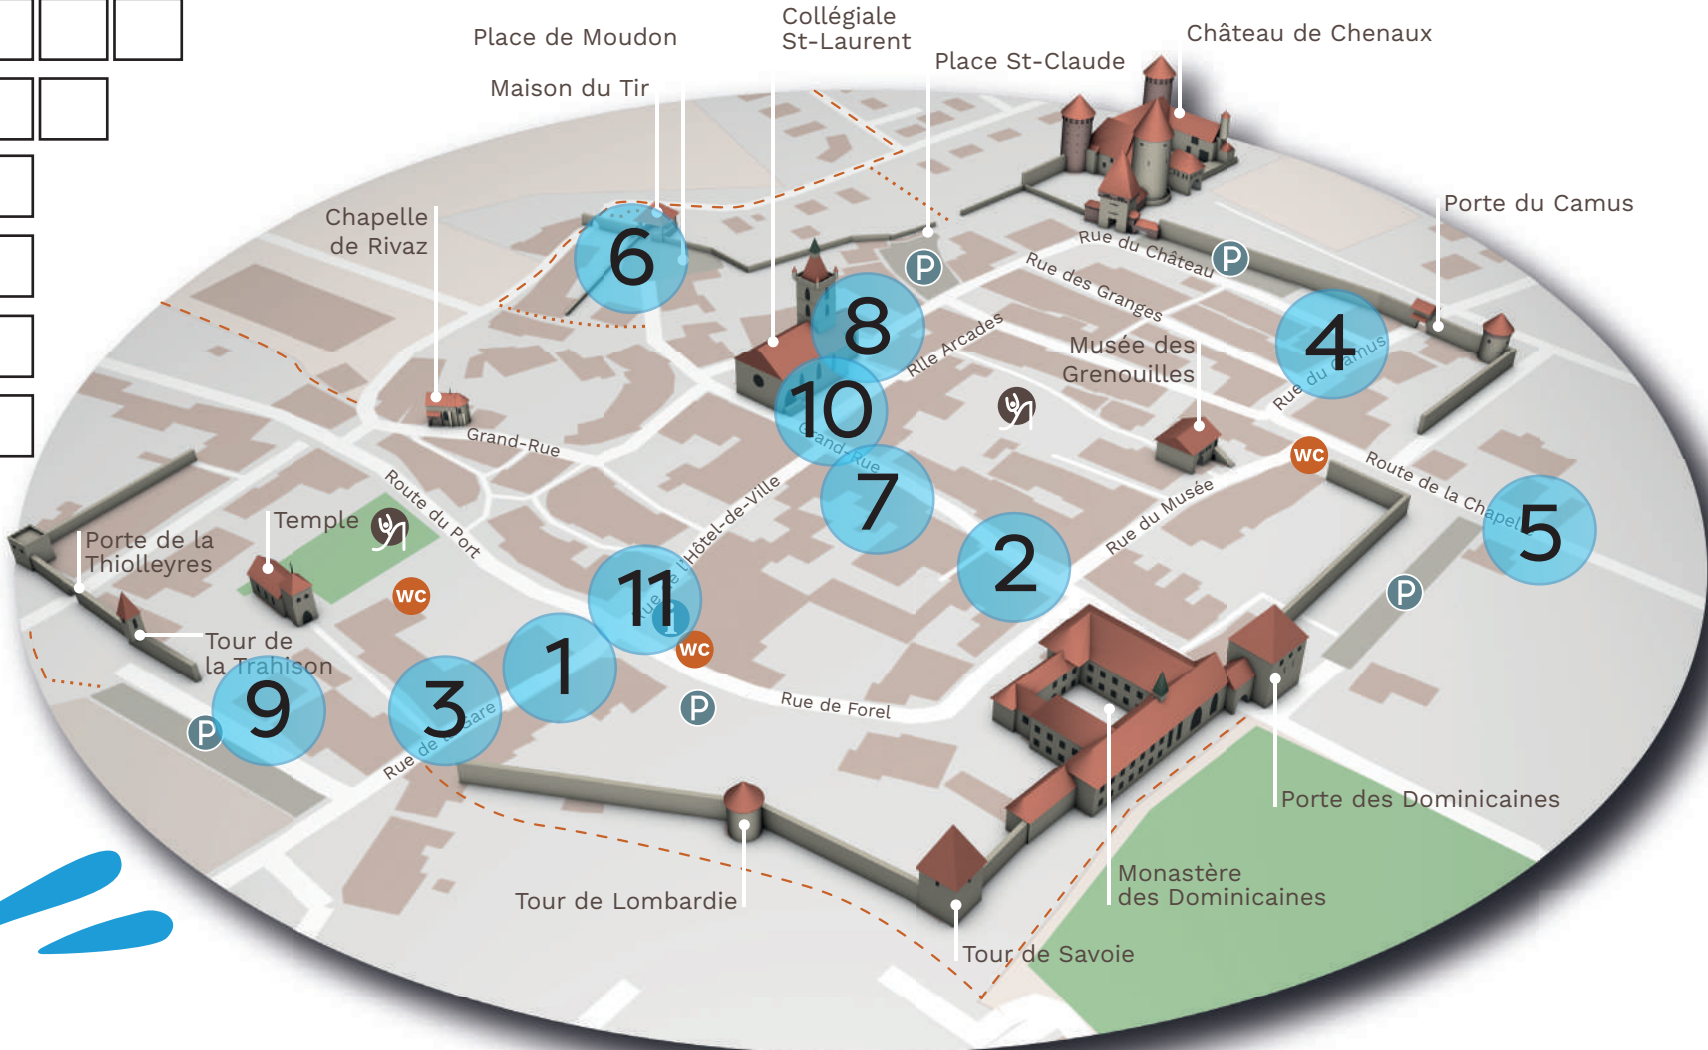 Collégiale
St-Laurent
Château de Chenaux
Place de Moudon
Place St-Claude
Maison du Tir
Porte du Camus
Chapelle
de Rivaz
6
Rue du Château
P
P
Rue des Granges
8
4
Rlle Arcades
Musée des
Grenouilles
Rue du Camus
10
Grand-Rue
Grand-Rue
wc
Route de la Chapel
7
Route du Port
Rue de l'Hôtel-de-Ville
Rue du Musée
5
Temple
Porte de la
Thiolleyres
2
wc
11
i
P
Tour de
la Trahison
1
wc
9
3
P
P
Rue de Forel
Rue de la Gare
Porte des Dominicaines
Monastère
des Dominicaines
Tour de Lombardie
Tour de Savoie